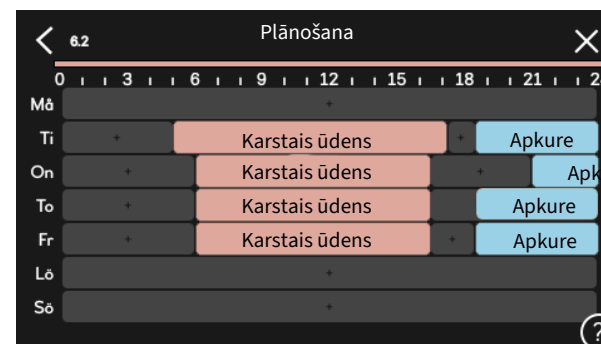 6.2 Plānošana
0 3 6 9 12 15 18 21 2
Må +
Ti + Karstais ūdens + Apkure
On + Karstais ūdens + Apk
To + Karstais ūdens Apkure
Fr + Karstais ūdens + Apkure
Lö +
Sö +
?